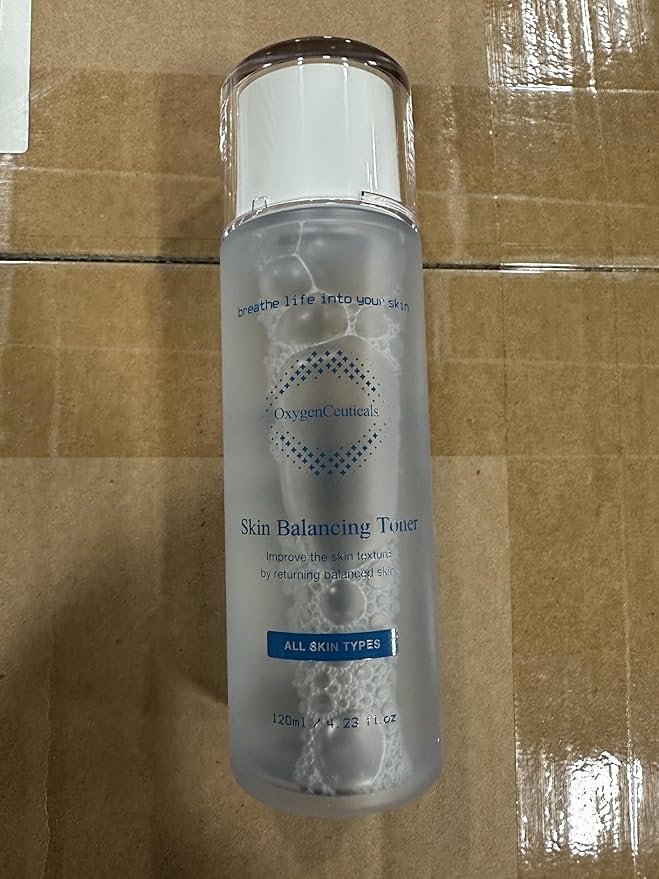 breathe life into your skin
OxygenCeuticals
Skin Balancing Toner
Improve the skin texture
by returning balanced skin.
ALL SKIN TYPES
120ml / 4.23 fl.oz